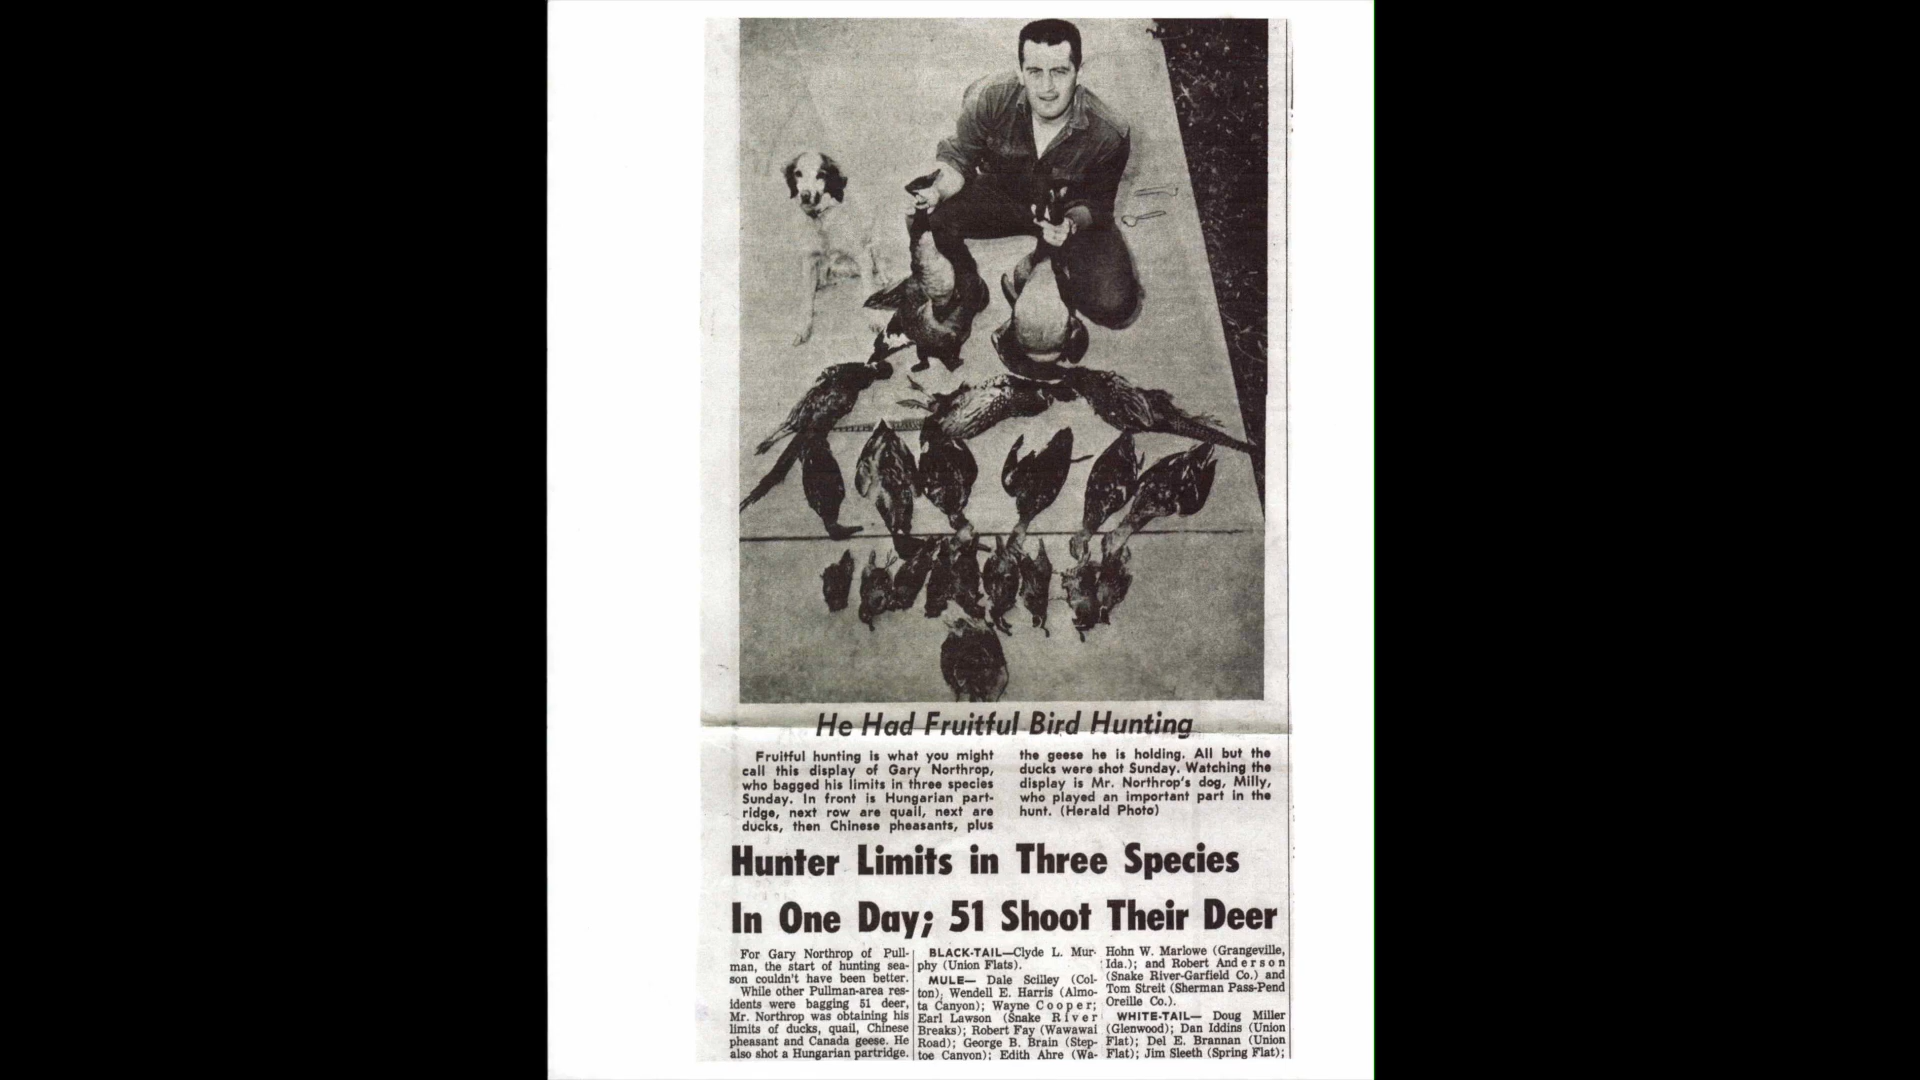 He Had Fruitful Bird Hunting
Fruitful hunting is what you might
call this display of Gary Northrop,
who bagged his limits in three species
Sunday. In front is Hungarian part-
ridge, next row are quail, next are
ducks, then Chinese pheasants, plus
the geese he is holding. All but the
ducks were shot Sunday. Watching the
display is Mr. Northrop's dog, Milly,
who played an important part in the
hunt. (Herald Photo)
Hunter Limits in Three Species
In One Day; 51 Shoot Their Deer
For Gary Northrop of Pull-
man, the start of hunting sea-
son couldn't have been better.
While other Pullman-area res-
idents were bagging 51 deer,
Mr. Northrop was obtaining his
limits of ducks, quail, Chinese
pheasant and Canada geese. He
also shot a Hungarian partridge.
BLACK-TAIL—Clyde L. Mur-
phy (Union Flats).
MULE— Dale Scilley (Col-
ton); Wendell E. Harris (Almo-
ta Canyon); Wayne Cooper;
Earl Lawson (Snake River
Breaks); Robert Fay (Wawawai
Road); George B. Brain (Step-
toe Canyon); Edith Ahre (Wa-
Hohn W. Marlowe (Grangeville,
Ida.); and Robert Anderson
(Snake River-Garfield Co.) and
Tom Streit (Sherman Pass-Pend
Oreille Co.).
WHITE-TAIL— Doug Miller
(Glenwood); Dan Iddins (Union
Flat); Del E. Brannan (Union
Flat); Jim Sleeth (Spring Flat);